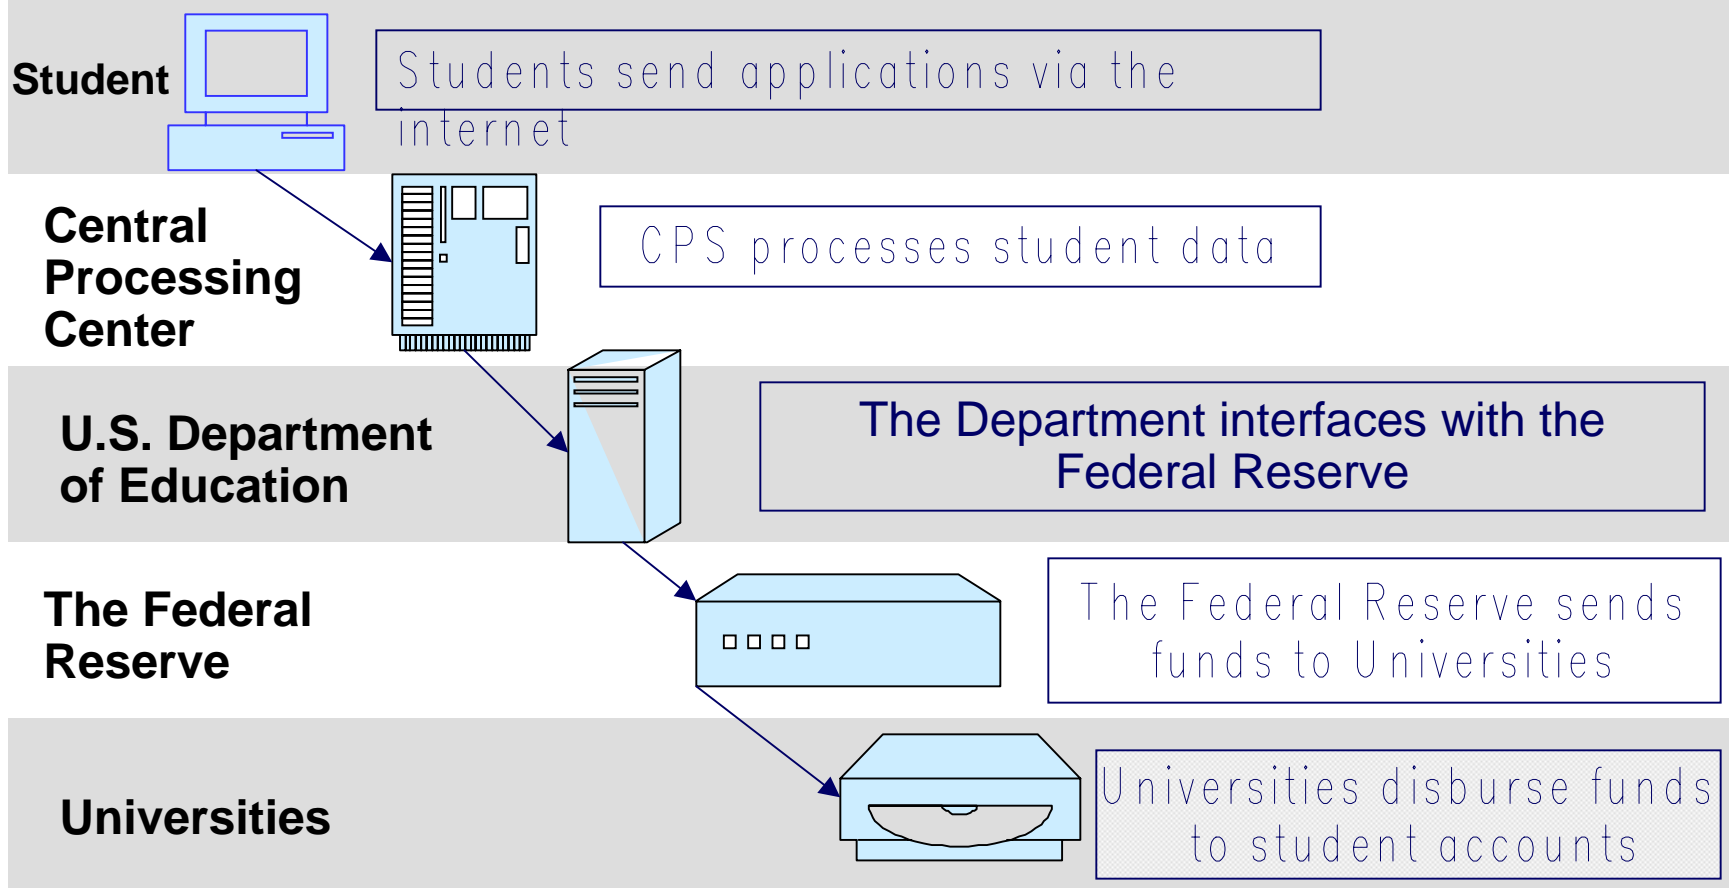 Student
Students send applications via the
internet
Central
Processing
Center
CPS processes student data
U.S. Department
of Education
The Department interfaces with the
Federal Reserve
The Federal
Reserve
The Federal Reserve sends
funds to Universities
Universities
Universities disburse funds
to student accounts